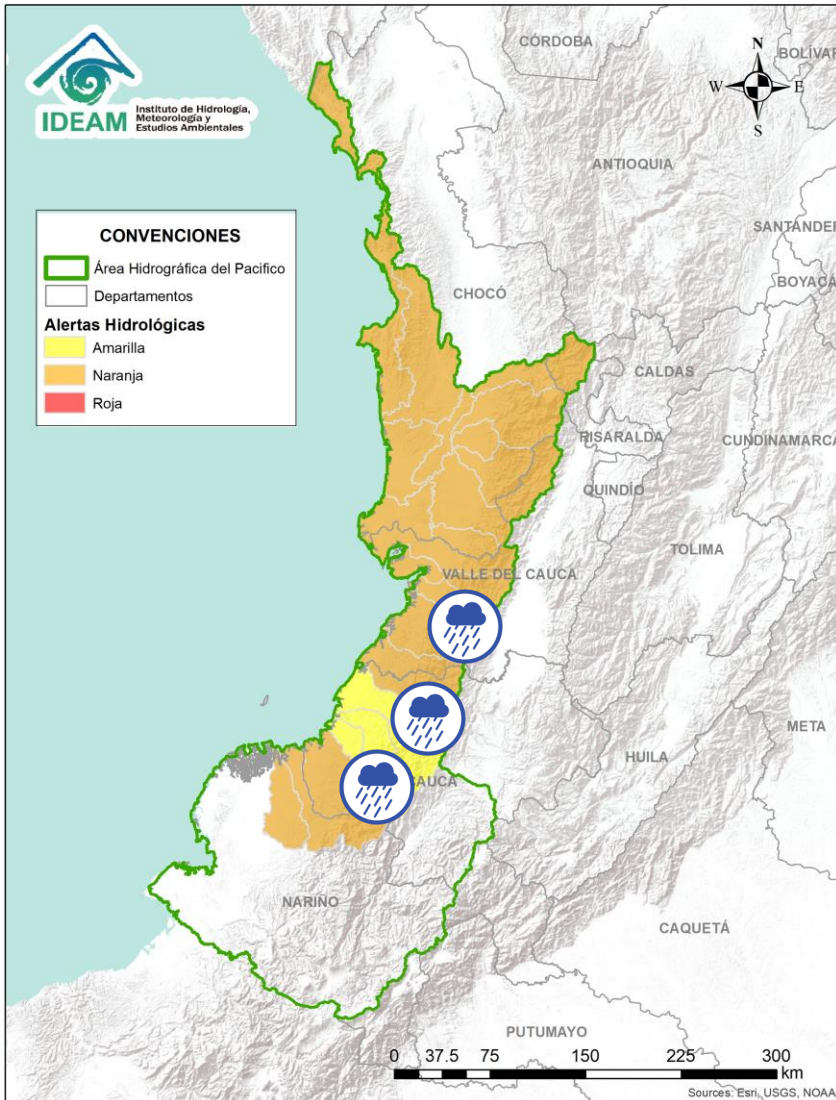 IDEAM
Instituto de Hidrología,
Meteorología y
Estudios Ambientales
N
W
E
S
CÓRDOBA
BOLÍVAR
ANTIOQUIA
SANTANDER
BOYACÁ
CHOCÓ
CALDAS
RISARALDA
CUNDINAMARCA
QUINDÍO
TOLIMA
VALLE DEL CAUCA
META
HUILA
CAUCA
NARIÑO
CAQUETÁ
PUTUMAYO
CONVENCIONES
Área Hidrográfica del Pacifico
Departamentos
Alertas Hidrológicas
Amarilla
Naranja
Roja
0 37.5 75 150 225 300
km
Sources: Esri, USGS, NOAA